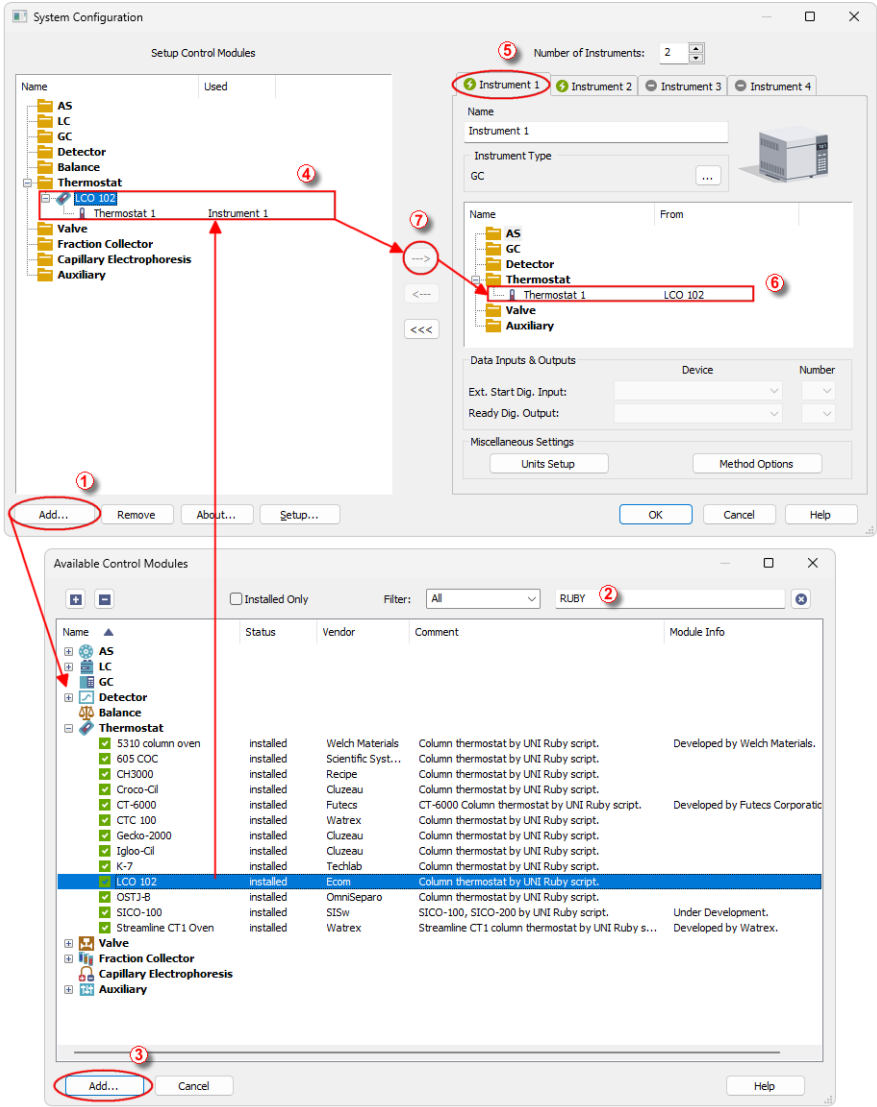 System Configuration
Setup Control Modules
⑤ Number of Instruments: 2
Name Used
Instrument 1 Instrument 2 Instrument 3 Instrument 4
AS
LC
GC
Detector
Balance
Thermostat
④
LCO 102
Thermostat 1 Instrument 1
Valve
Fraction Collector
Capillary Electrophoresis
Auxiliary
Name
Instrument 1
Instrument Type
GC ...
⑦
--->
<---
<<<
Name From
AS
GC
Detector
Thermostat
Thermostat 1 LCO 102
⑥
Valve
Auxiliary
Data Inputs & Outputs
Device Number
Ext. Start Dig. Input:
Ready Dig. Output:
Miscellaneous Settings
Units Setup Method Options
①
Add... Remove About... Setup... OK Cancel Help
Available Control Modules
Installed Only Filter: All RUBY ②
Name Status Vendor Comment Module Info
AS
LC
GC
Detector
Balance
Thermostat
5310 column oven installed Welch Materials Column thermostat by UNI Ruby script. Developed by Welch Materials.
605 COC installed Scientific Syst... Column thermostat by UNI Ruby script.
CH3000 installed Recipe Column thermostat by UNI Ruby script.
Croco-Cil installed Cluzeau Column thermostat by UNI Ruby script.
CT-6000 installed Futecs CT-6000 Column thermostat by UNI Ruby script. Developed by Futecs Corporatic
CTC 100 installed Watrex Column thermostat by UNI Ruby script.
Gecko-2000 installed Cluzeau Column thermostat by UNI Ruby script.
Igloo-Cil installed Cluzeau Column thermostat by UNI Ruby script.
K-7 installed Techlab Column thermostat by UNI Ruby script.
LCO 102 installed Ecom Column thermostat by UNI Ruby script.
OSTJ-B installed OmniSeparo Column thermostat by UNI Ruby script.
SICO-100 installed SISw SICO-100, SICO-200 by UNI Ruby script. Under Development.
Streamline CT1 Oven installed Watrex Streamline CT1 column thermostat by UNI Ruby s... Developed by Watrex.
Valve
Fraction Collector
Capillary Electrophoresis
Auxiliary
③
Add... Cancel Help